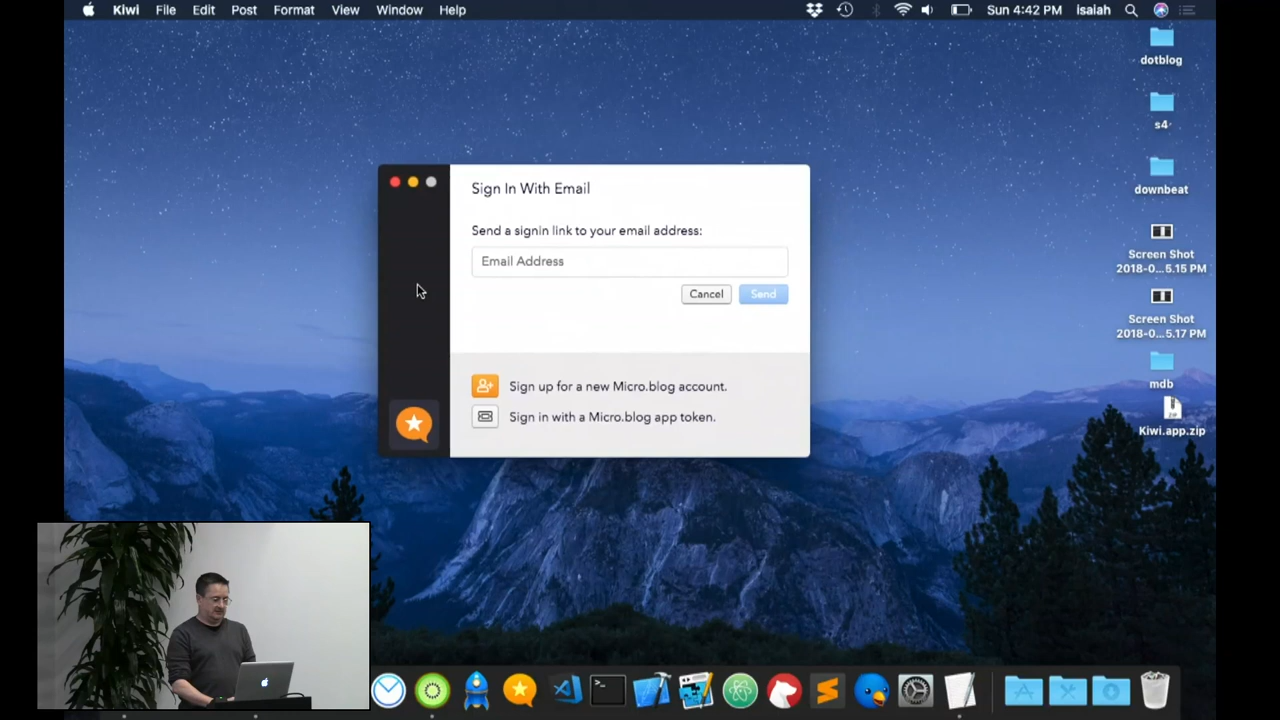 Kiwi File Edit Post Format View Window Help Sun 4:42 PM isaiah
dotblog
s4
downbeat
Screen Shot
2018-0...5.15 PM
Screen Shot
2018-0...5.17 PM
mdb
ZIP
Kiwi.app.zip
Sign In With Email
Send a signin link to your email address:
Email Address
Cancel Send
Sign up for a new Micro.blog account.
Sign in with a Micro.blog app token.
>_